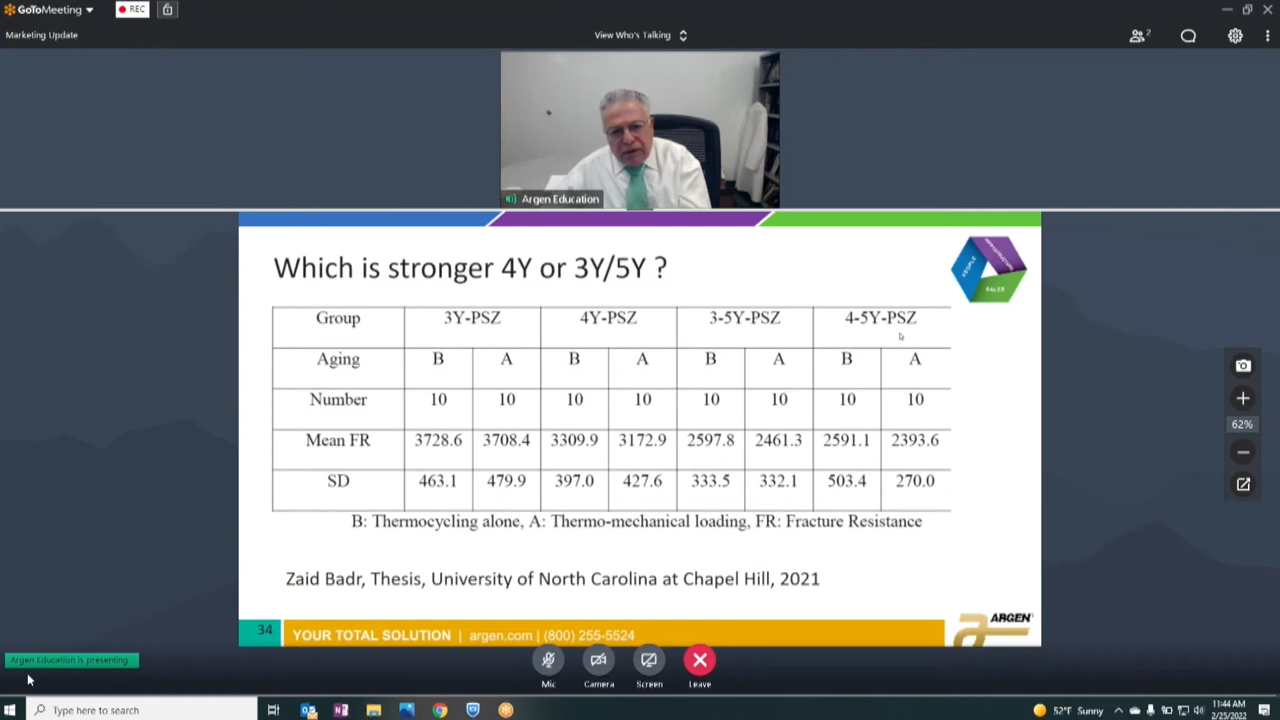 GoToMeeting
REC
Marketing Update
View Who's Talking
2
Argen Education
Which is stronger 4Y or 3Y/5Y ?
PEOPLE
SALES
Group 3Y-PSZ 4Y-PSZ 3-5Y-PSZ 4-5Y-PSZ
Aging B A B A B A B A
Number 10 10 10 10 10 10 10 10
Mean FR 3728.6 3708.4 3309.9 3172.9 2597.8 2461.3 2591.1 2393.6
SD 463.1 479.9 397.0 427.6 333.5 332.1 503.4 270.0
B: Thermocycling alone, A: Thermo-mechanical loading, FR: Fracture Resistance
Zaid Badr, Thesis, University of North Carolina at Chapel Hill, 2021
62%
34
YOUR TOTAL SOLUTION | argen.com | (800) 255-5524
ARGEN
Argen Education is presenting
Mic Camera Screen Leave
Type here to search
52°F Sunny
11:44 AM
2/25/2022